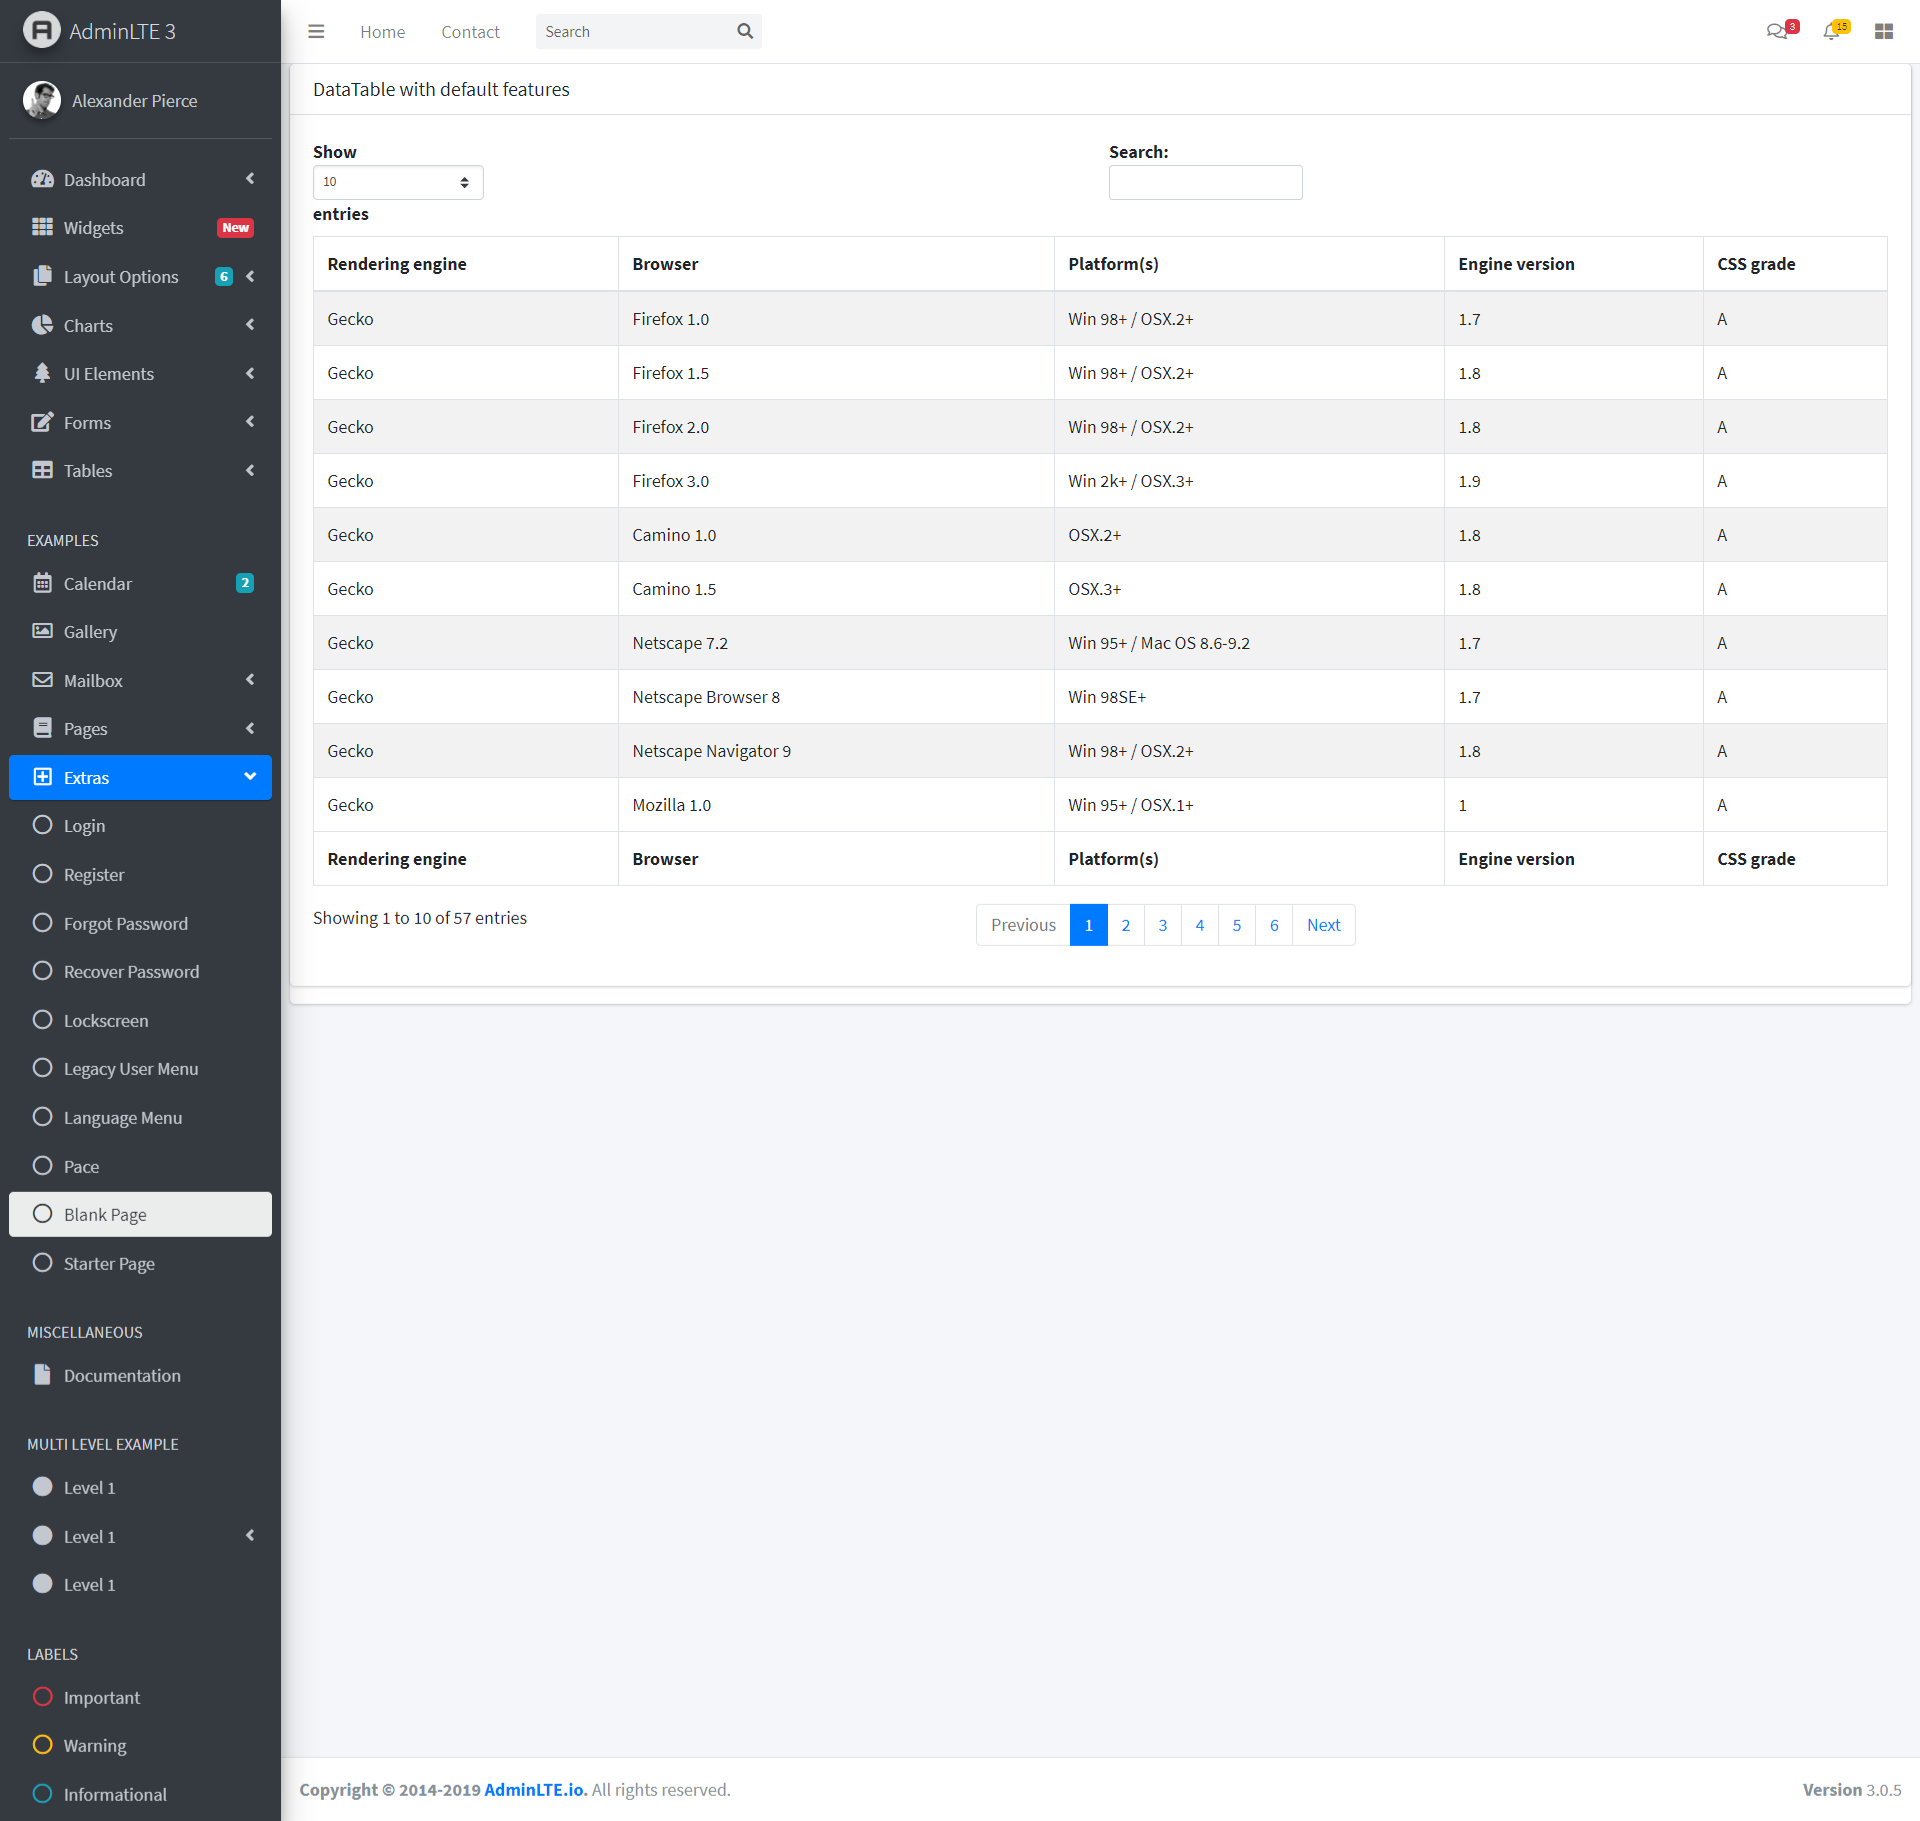 AdminLTE 3
Home Contact Search 3 15
Alexander Pierce
Dashboard
Widgets New
Layout Options 6
Charts
UI Elements
Forms
Tables
EXAMPLES
Calendar 2
Gallery
Mailbox
Pages
Extras
Login
Register
Forgot Password
Recover Password
Lockscreen
Legacy User Menu
Language Menu
Pace
Blank Page
Starter Page
MISCELLANEOUS
Documentation
MULTI LEVEL EXAMPLE
Level 1
Level 1
Level 1
LABELS
Important
Warning
Informational
DataTable with default features
Show
10
entries
Search:
Rendering engine Browser Platform(s) Engine version CSS grade
Gecko Firefox 1.0 Win 98+ / OSX.2+ 1.7 A
Gecko Firefox 1.5 Win 98+ / OSX.2+ 1.8 A
Gecko Firefox 2.0 Win 98+ / OSX.2+ 1.8 A
Gecko Firefox 3.0 Win 2k+ / OSX.3+ 1.9 A
Gecko Camino 1.0 OSX.2+ 1.8 A
Gecko Camino 1.5 OSX.3+ 1.8 A
Gecko Netscape 7.2 Win 95+ / Mac OS 8.6-9.2 1.7 A
Gecko Netscape Browser 8 Win 98SE+ 1.7 A
Gecko Netscape Navigator 9 Win 98+ / OSX.2+ 1.8 A
Gecko Mozilla 1.0 Win 95+ / OSX.1+ 1 A
Rendering engine Browser Platform(s) Engine version CSS grade
Showing 1 to 10 of 57 entries
Previous 1 2 3 4 5 6 Next
Copyright © 2014-2019 AdminLTE.io. All rights reserved.
Version 3.0.5